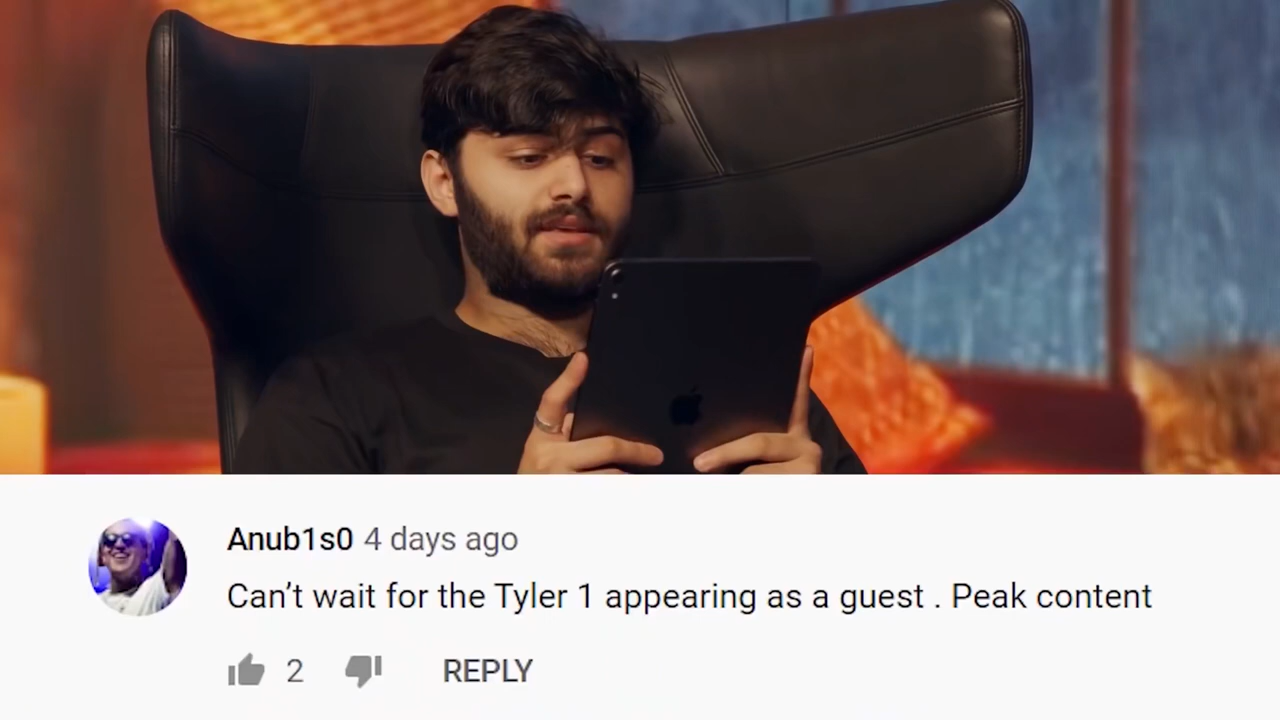 Anub1s0 4 days ago
Can’t wait for the Tyler 1 appearing as a guest . Peak content
2 REPLY